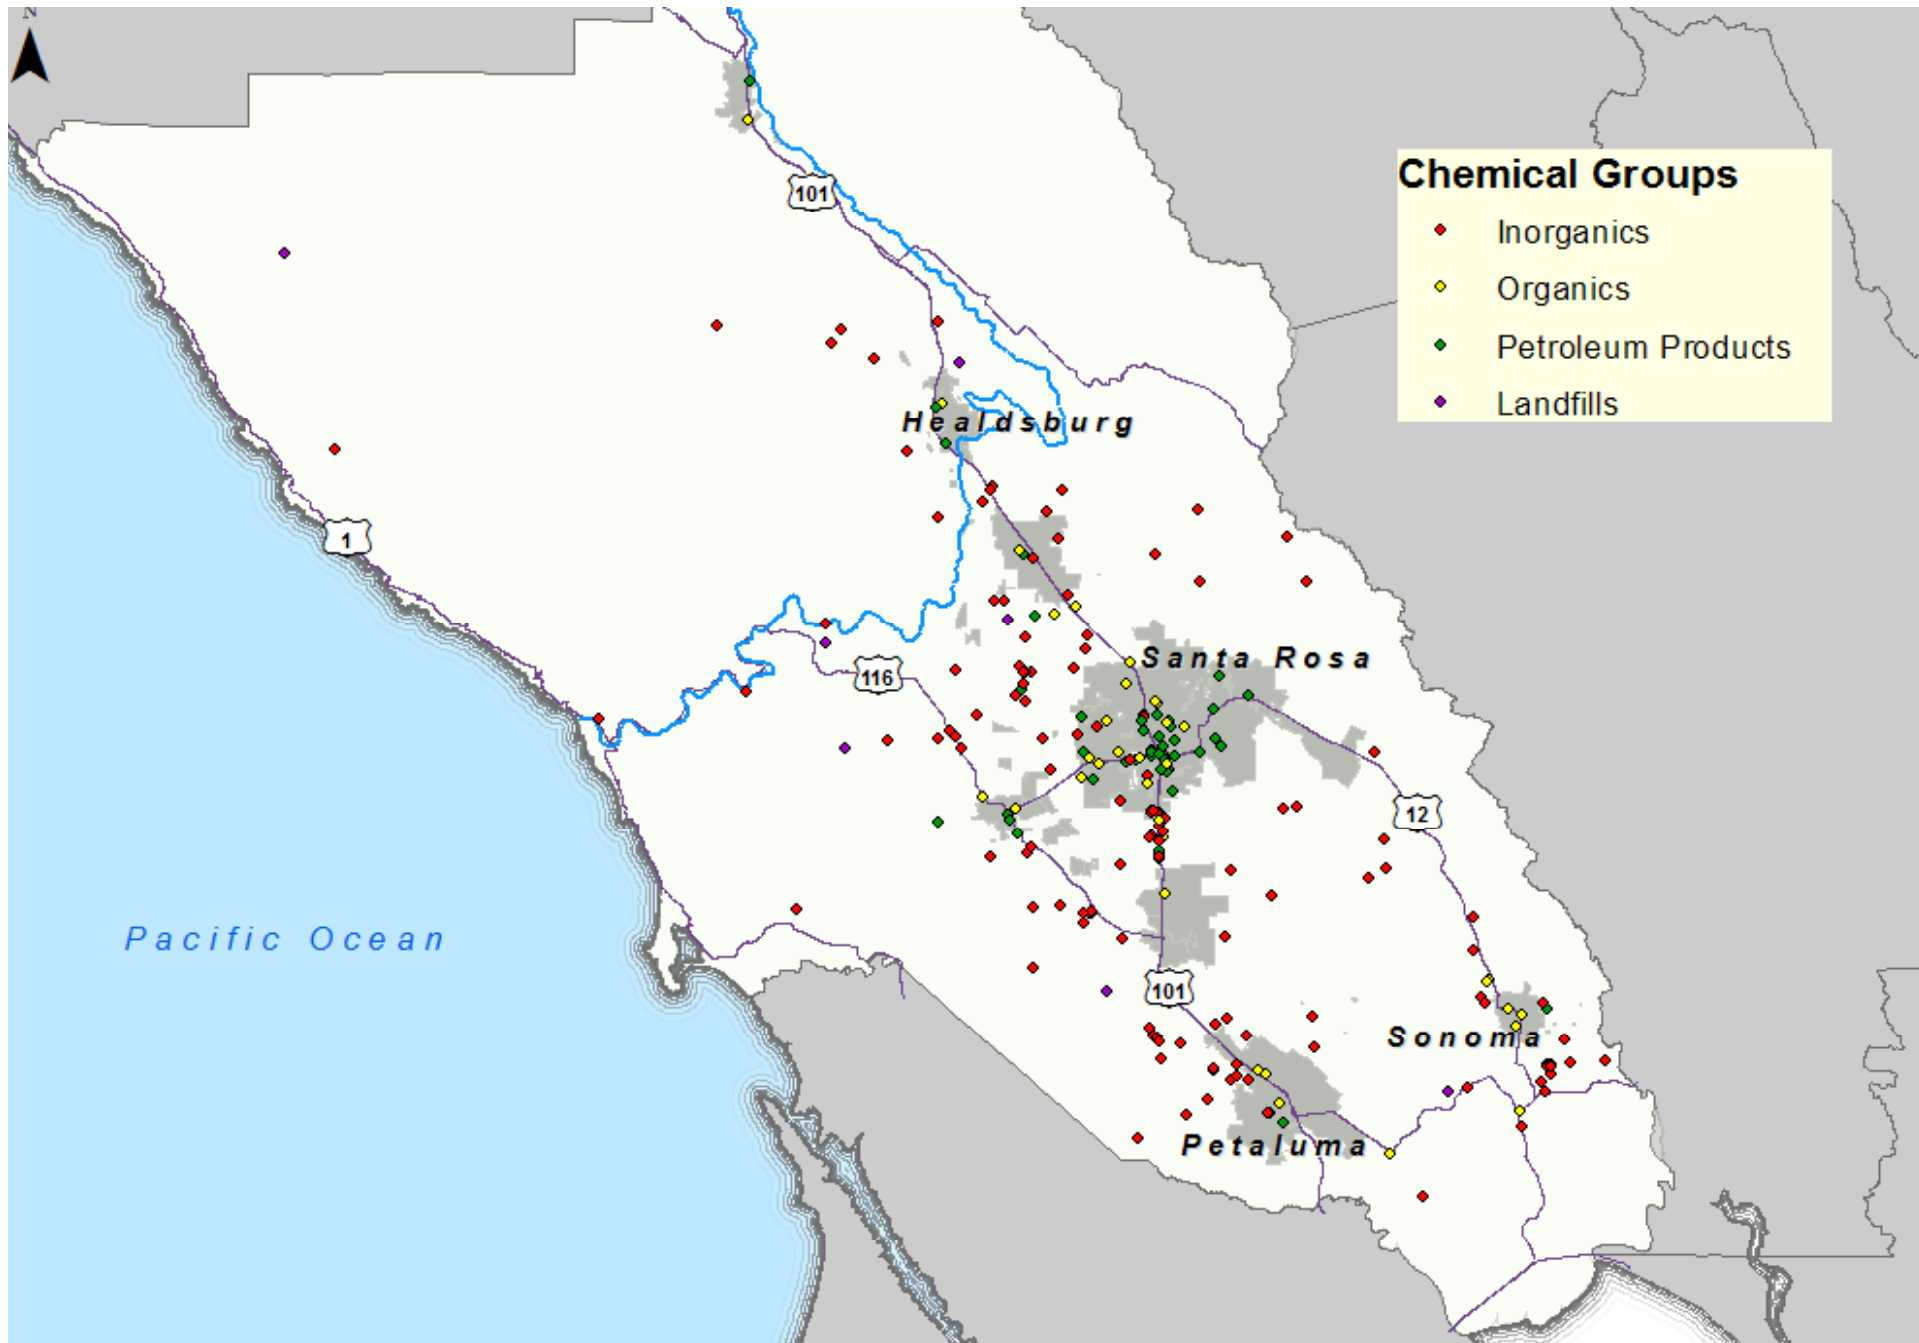 N
101
Chemical Groups
Inorganics
Organics
Petroleum Products
Landfills
Healdsburg
1
Santa Rosa
116
12
Pacific Ocean
101
Sonoma
Petaluma